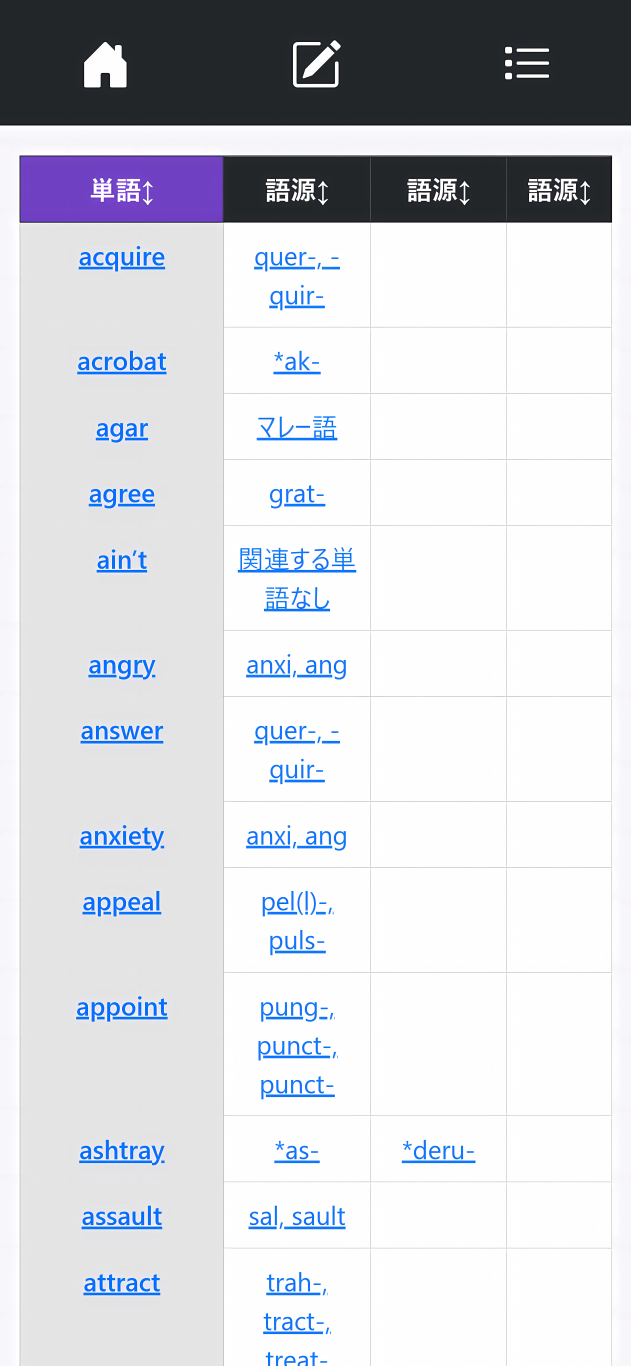 単語↕ 語源↕ 語源↕ 語源↕
acquire quer-, -
quir-
acrobat *ak-
agar マレー語
agree grat-
ain’t 関連する単
語なし
angry anxi, ang
answer quer-, -
quir-
anxiety anxi, ang
appeal pel(l)-,
puls-
appoint pung-,
punct-,
punct-
ashtray *as- *deru-
assault sal, sault
attract trah-,
tract-,
treat-